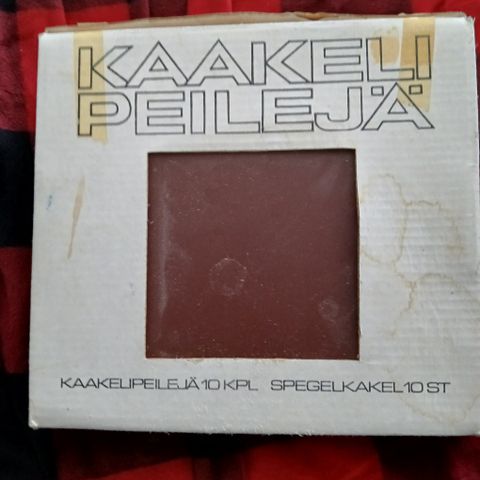 KAAKELI
PEILEJÄ
KAAKELIPEILEJÄ 10 KPL SPEGELKAKEL 10 ST